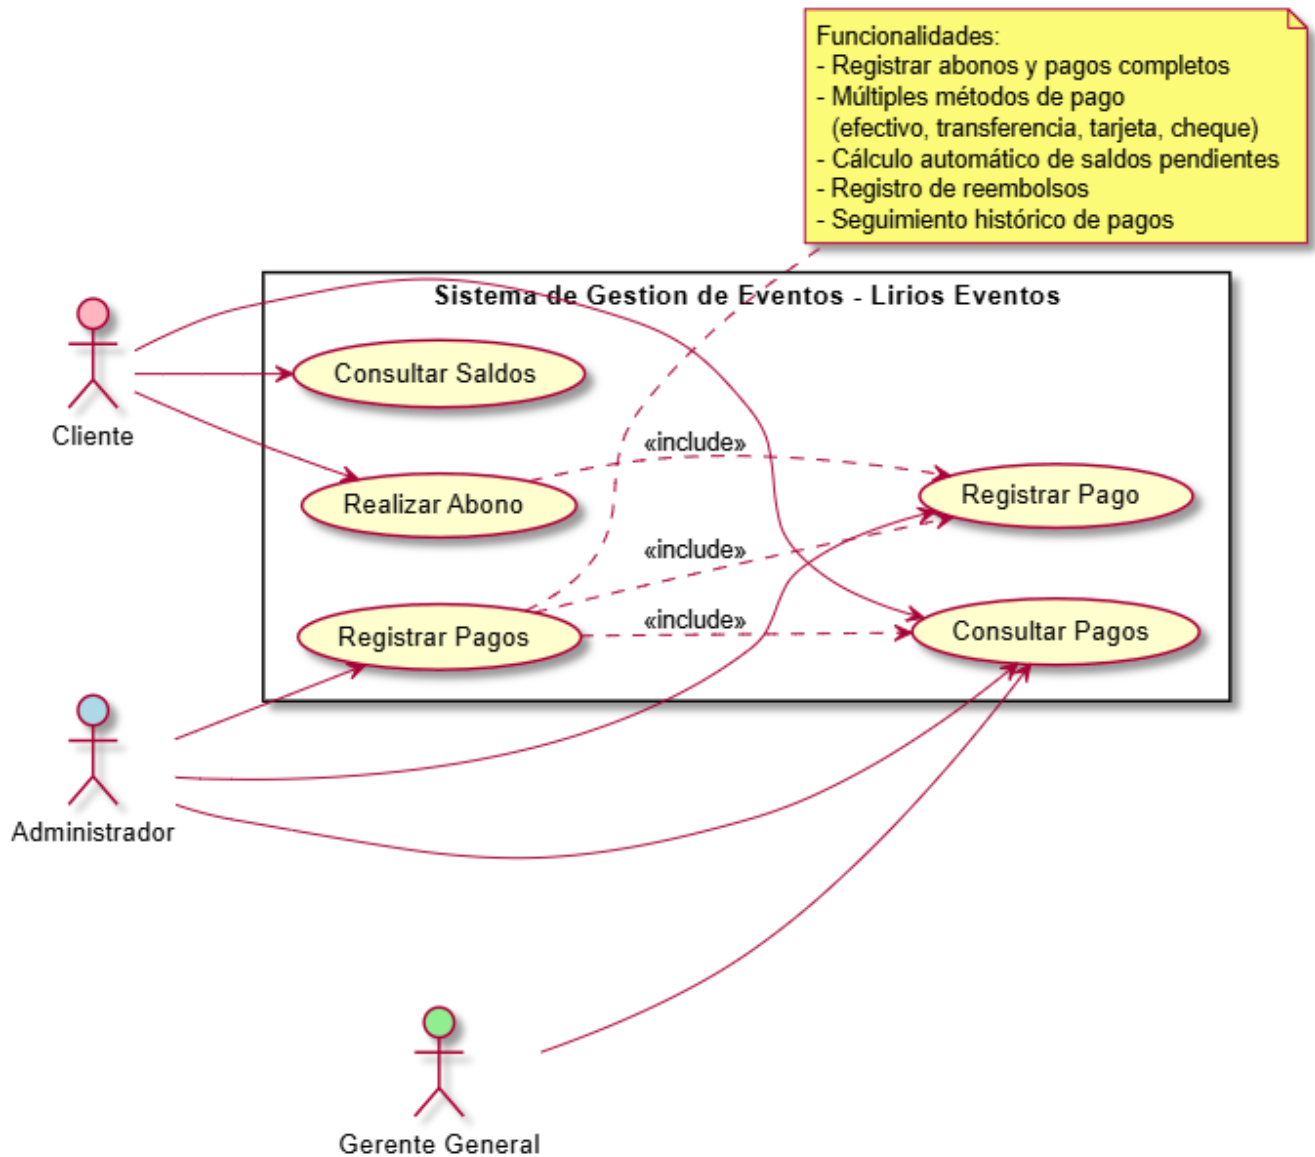 Funcionalidades:
- Registrar abonos y pagos completos
- Múltiples métodos de pago
(efectivo, transferencia, tarjeta, cheque)
- Cálculo automático de saldos pendientes
- Registro de reembolsos
- Seguimiento histórico de pagos
Sistema de Gestion de Eventos - Lirios Eventos
Consultar Saldos
Cliente
«include»
Realizar Abono
Registrar Pago
«include»
«include»
Registrar Pagos
Consultar Pagos
Administrador
Gerente General